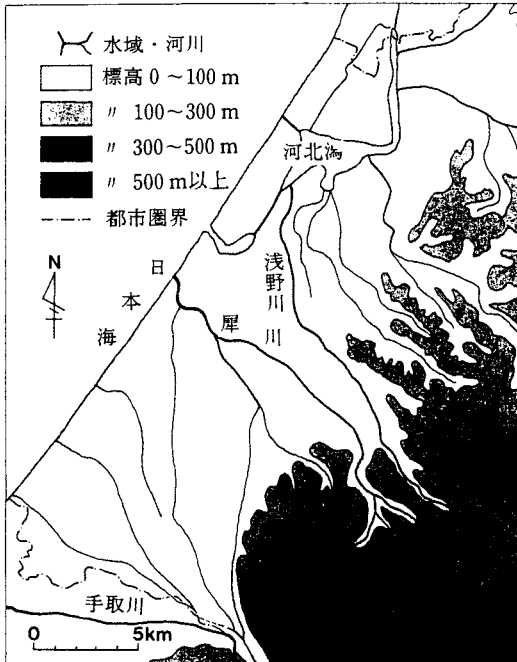 水域・河川
標高 0～100 m
〃 100～300 m
〃 300～500 m
〃 500 m以上
都市圏界
N
日本海
河北潟
浅野川
犀川
手取川
0 5km